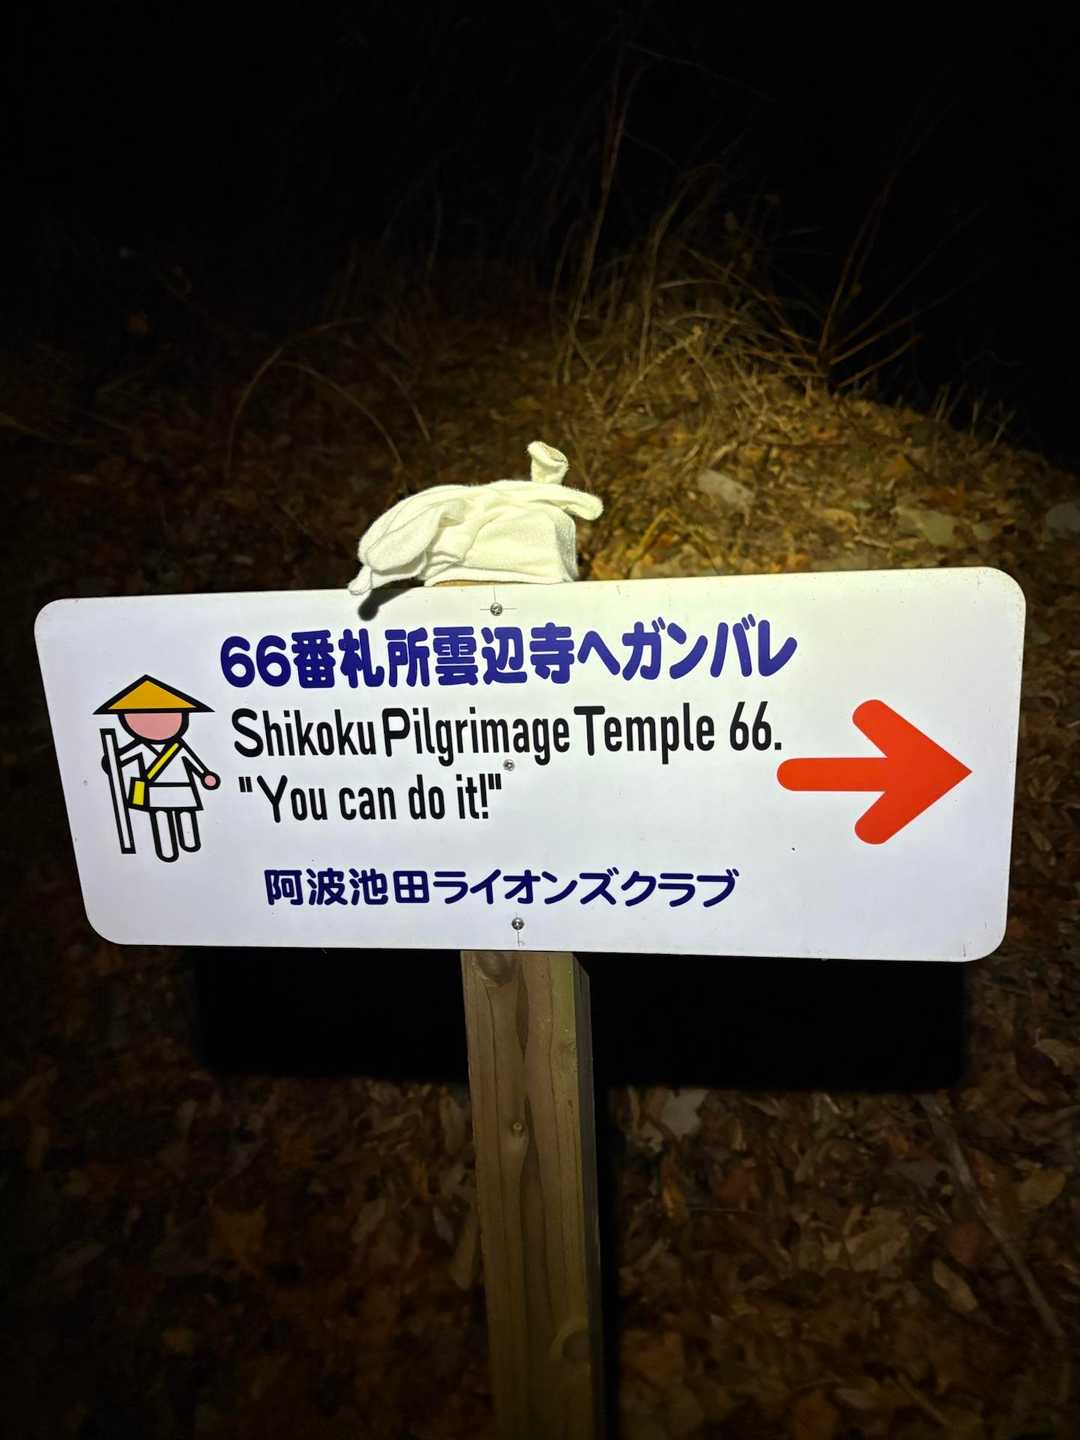 66番札所雲辺寺へガンバレ
Shikoku Pilgrimage Temple 66.
"You can do it!"
阿波池田ライオンズクラブ